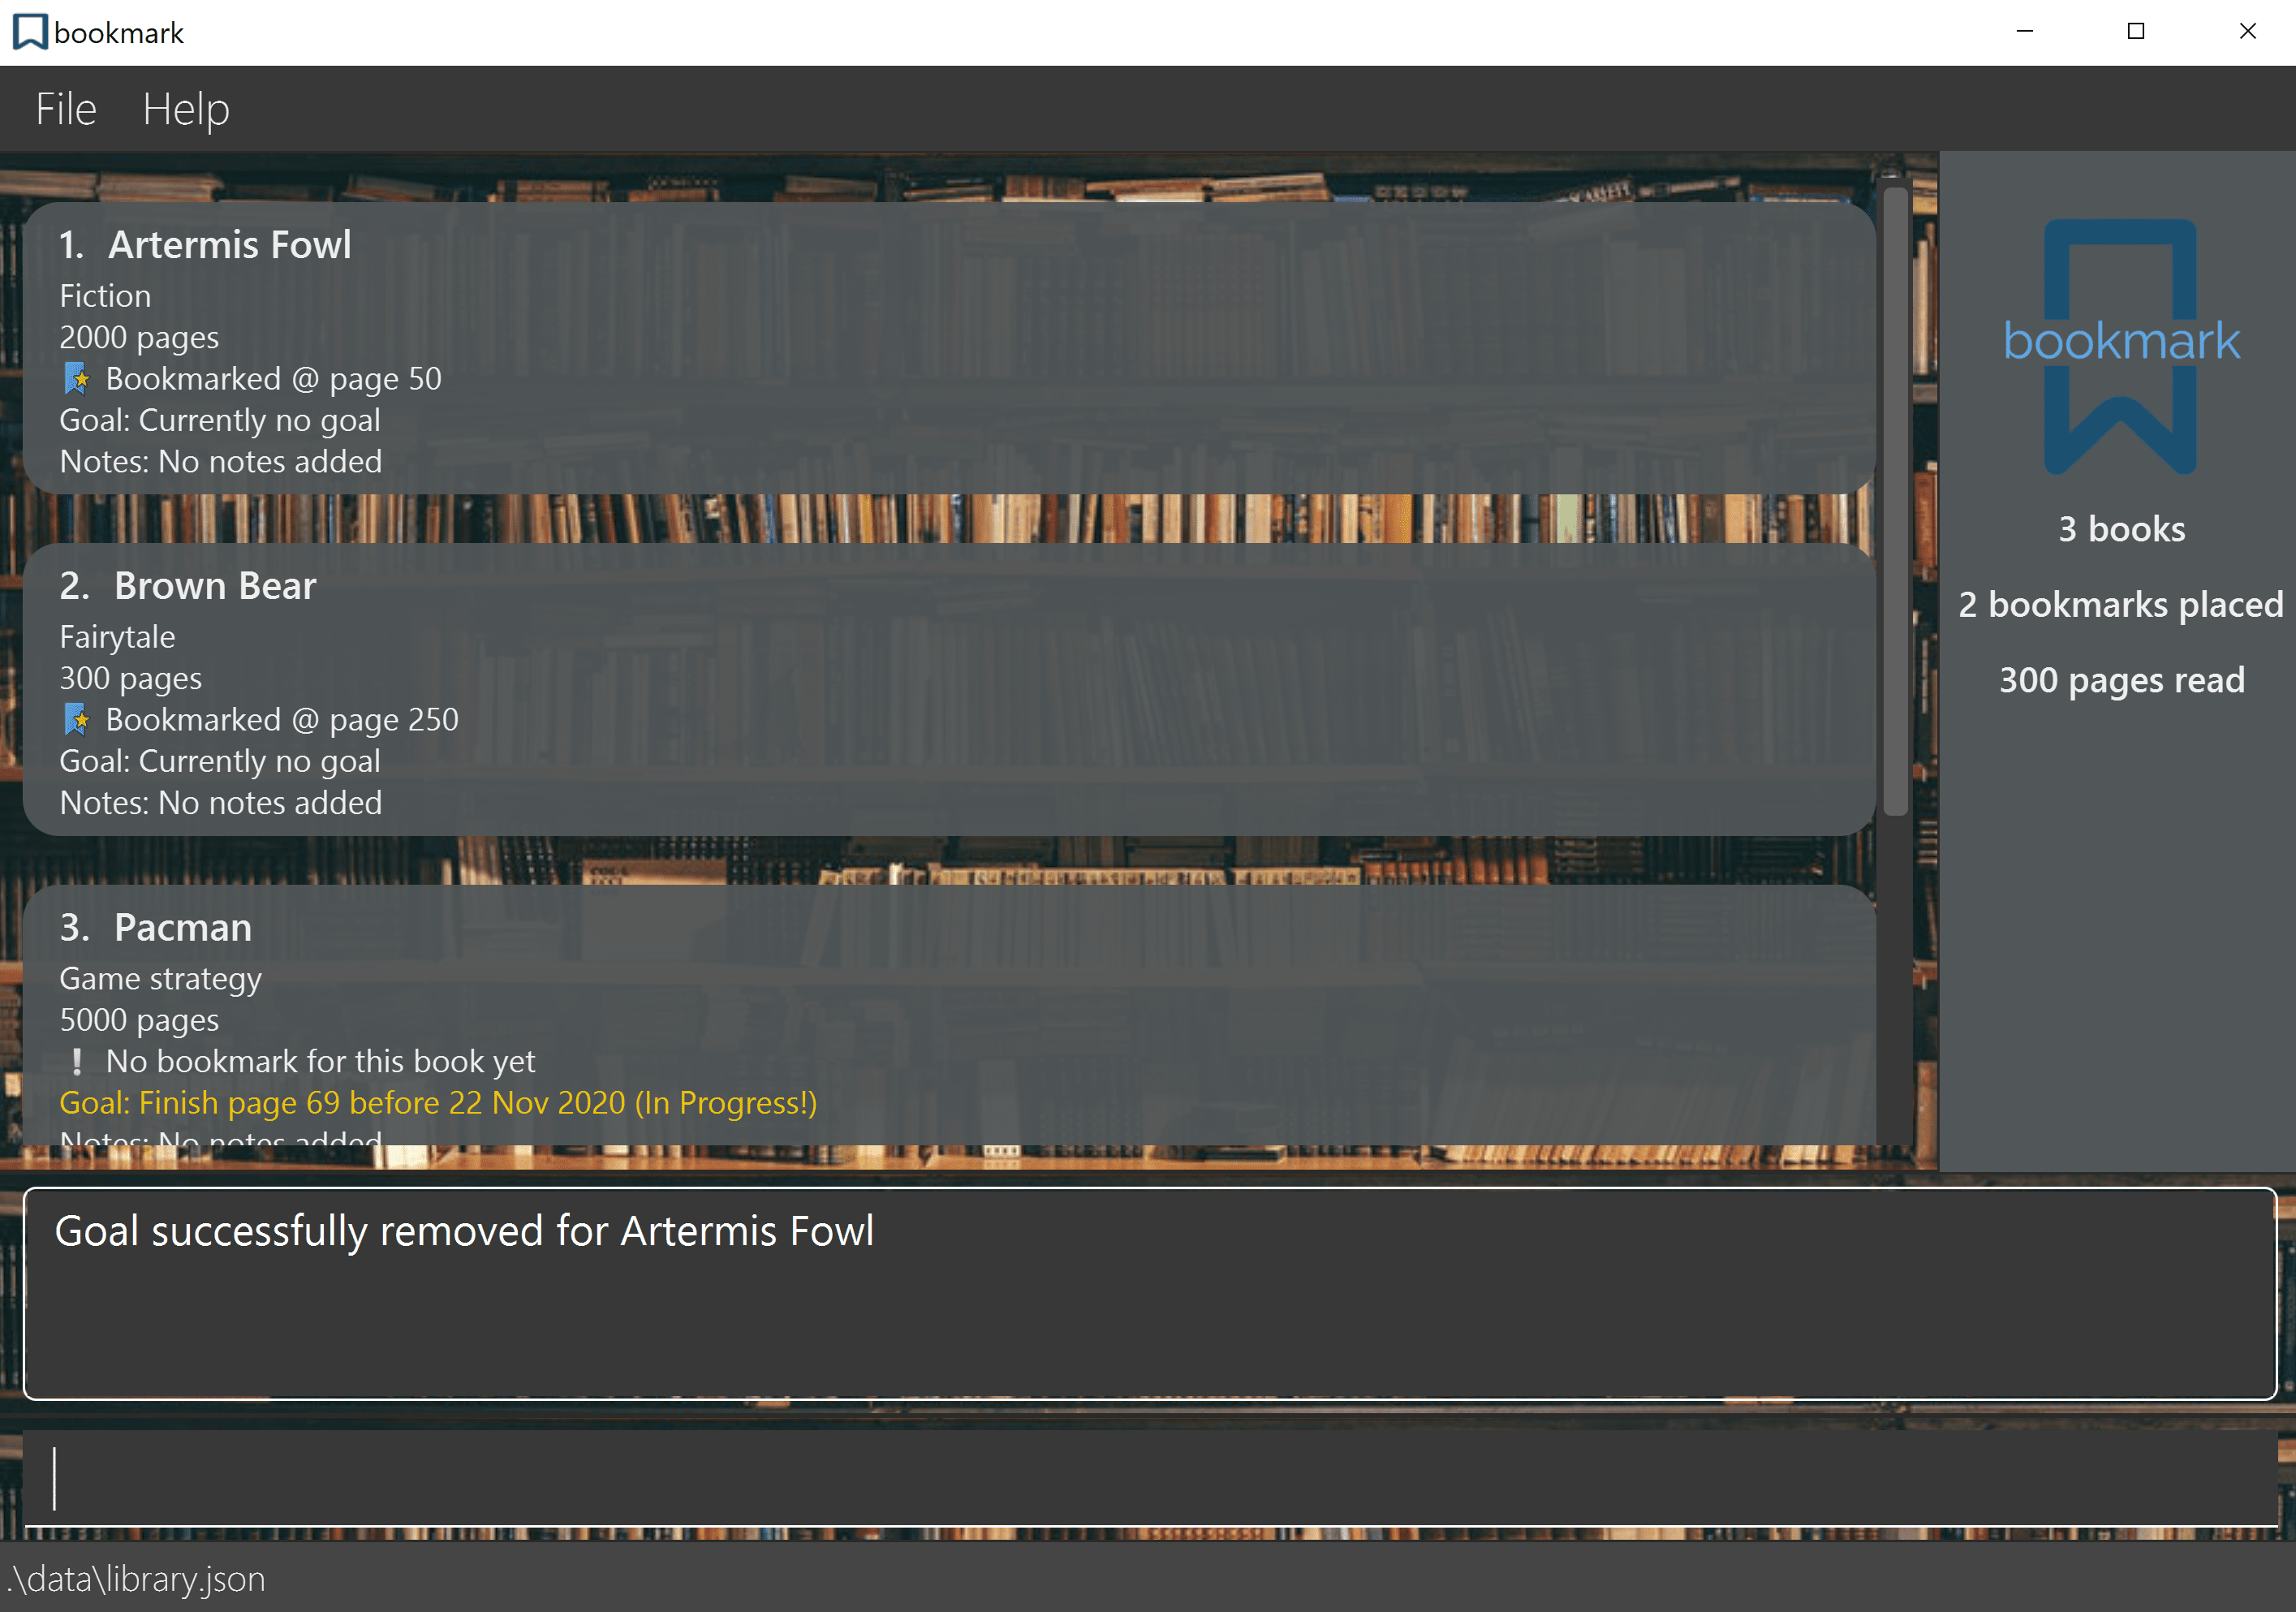 bookmark
File Help
1. Artermis Fowl
Fiction
2000 pages
Bookmarked @ page 50
Goal: Currently no goal
Notes: No notes added
2. Brown Bear
Fairytale
300 pages
Bookmarked @ page 250
Goal: Currently no goal
Notes: No notes added
3. Pacman
Game strategy
5000 pages
! No bookmark for this book yet
Goal: Finish page 69 before 22 Nov 2020 (In Progress!)
Notes: No notes added
bookmark
3 books
2 bookmarks placed
300 pages read
Goal successfully removed for Artermis Fowl
.\data\library.json